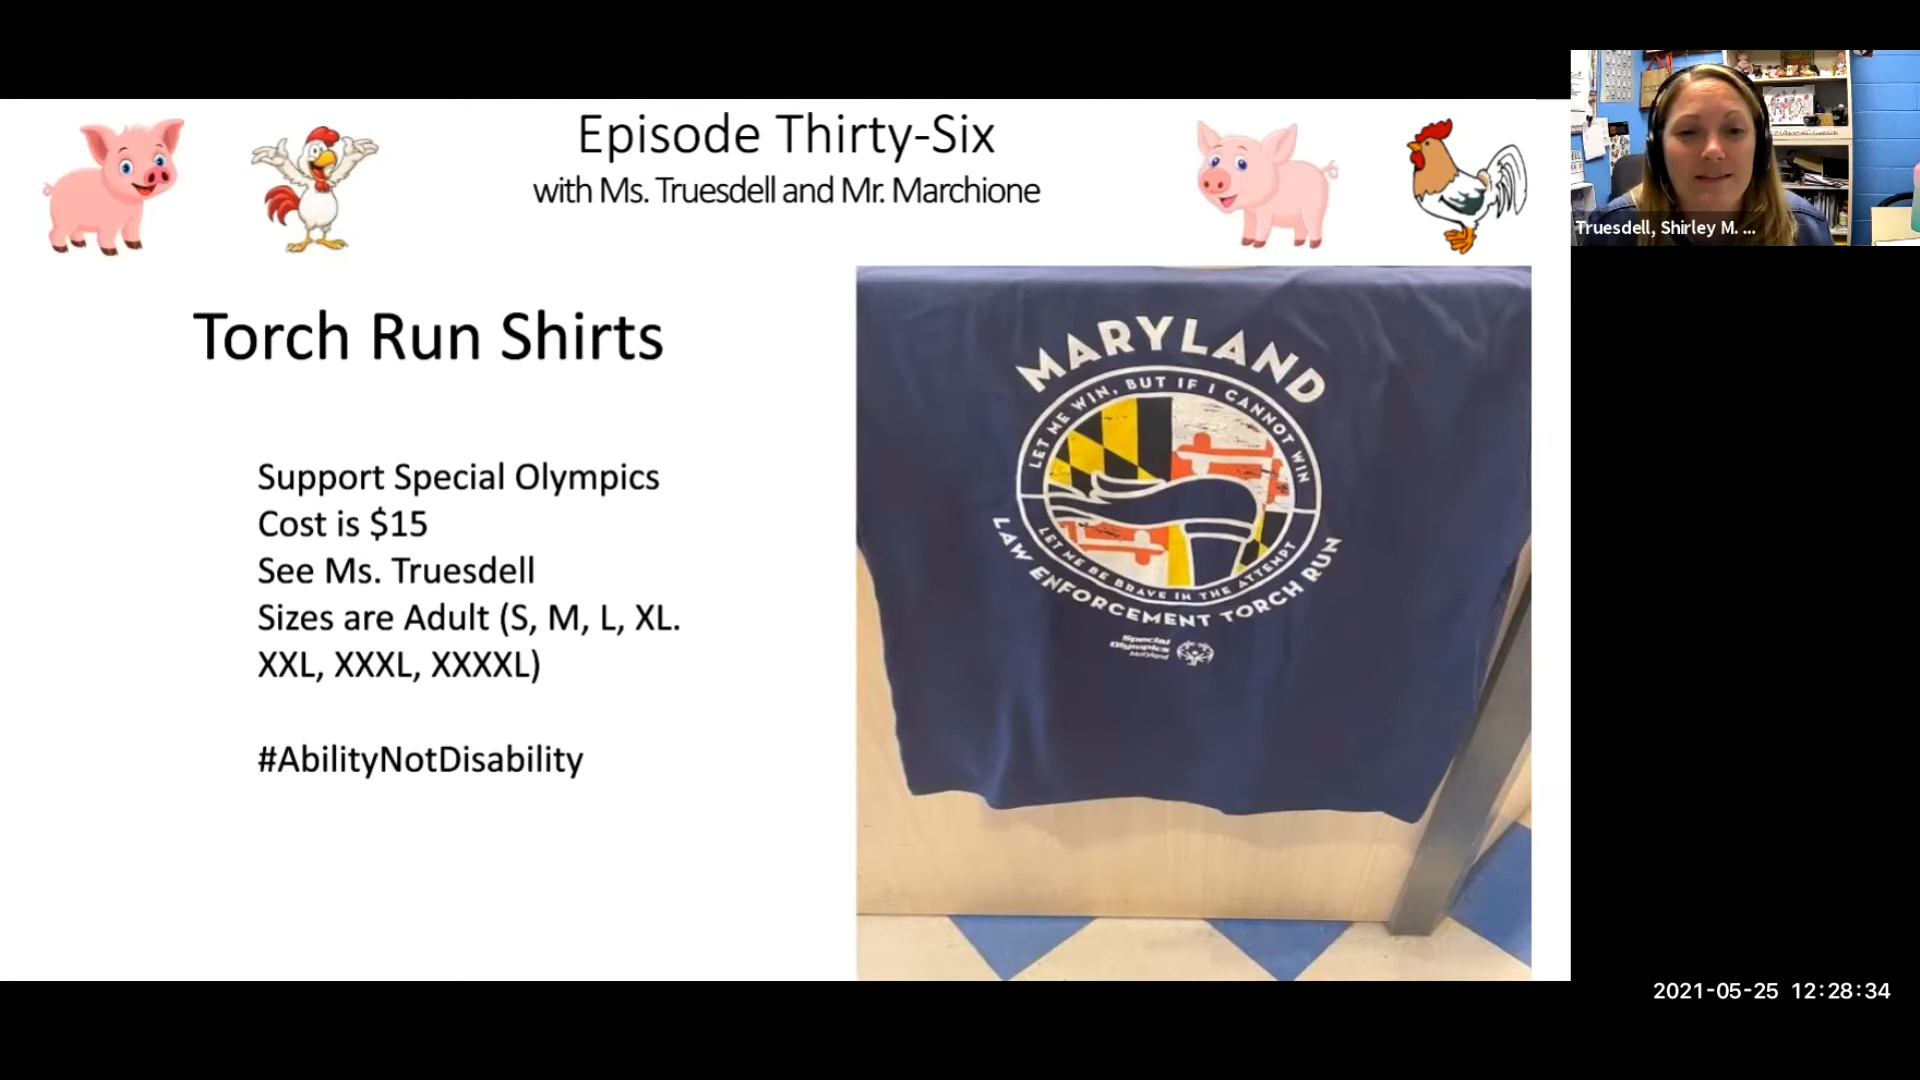 Episode Thirty-Six
with Ms. Truesdell and Mr. Marchione
Truesdell, Shirley M. ...
Torch Run Shirts
Support Special Olympics
Cost is $15
See Ms. Truesdell
Sizes are Adult (S, M, L, XL.
XXL, XXXL, XXXXL)
#AbilityNotDisability
MARYLAND
LET ME WIN, BUT IF I CANNOT WIN
LET ME BE BRAVE IN THE ATTEMPT
LAW ENFORCEMENT TORCH RUN
Special
Olympics
Maryland
2021-05-25 12:28:34